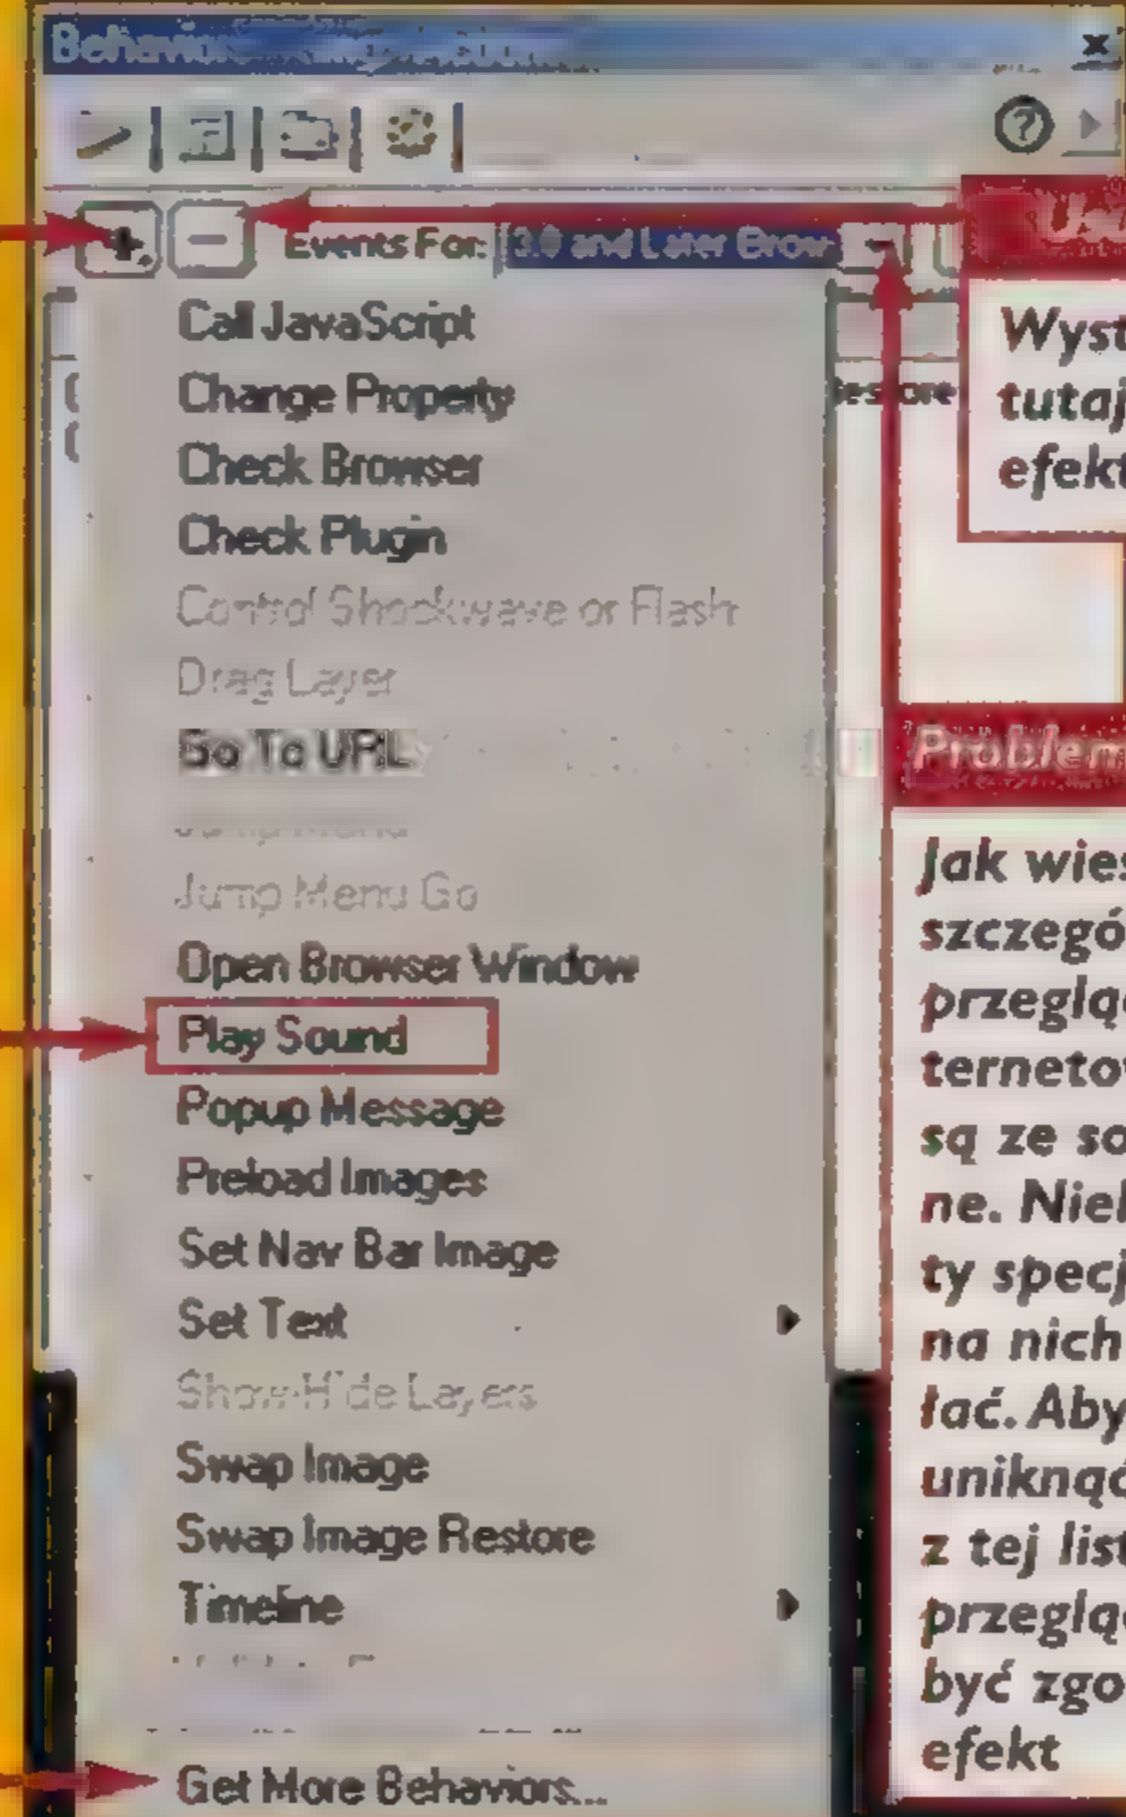 Events For: 3.0 and Later Brow
Call JavaScript
Change Property
Check Browser
Check Plugin
Control Shockwave or Flash
Drag Layer
Go To URL
Jump Menu
Jump Menu Go
Open Browser Window
Play Sound
Popup Message
Preload Images
Set Nav Bar Image
Set Text
Show-Hide Layers
Swap Image
Swap Image Restore
Timeline
Get More Behaviors...
Wyst
tutaj
efekt
Problem
Jak wies
szczegó
przeglą
terneto
są ze so
ne. Niel
ty specj
na nich
łać. Aby
uniknąć
z tej list
przeglą
być zgo
efekt